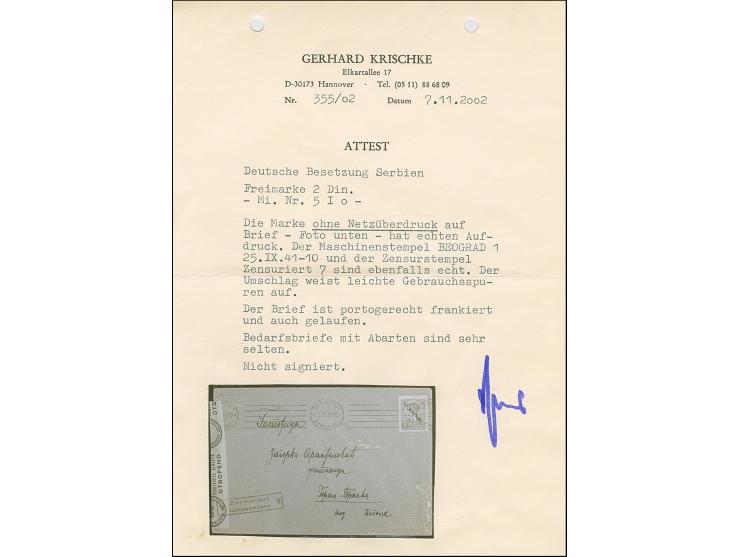 GERHARD KRISCHKE
Elkartallee 17
D-30173 Hannover · Tel. (05 11) 88 68 09
Nr. 355/02 Datum 7.11.2002
ATTEST
Deutsche Besetzung Serbien
Freimarke 2 Din.
- Mi. Nr. 5 I o -
Die Marke ohne Netzüberdruck auf
Brief - Foto unten - hat echten Auf-
druck. Der Maschinenstempel BEOGRAD 1
25.IX.41-10 und der Zensurstempel
Zensuriert 7 sind ebenfalls echt. Der
Umschlag weist leichte Gebrauchsspu-
ren auf.
Der Brief ist portogerecht frankiert
und auch gelaufen.
Bedarfsbriefe mit Abarten sind sehr
selten.
Nicht signiert.
ОТВОРЕНО
Zensuriert 7